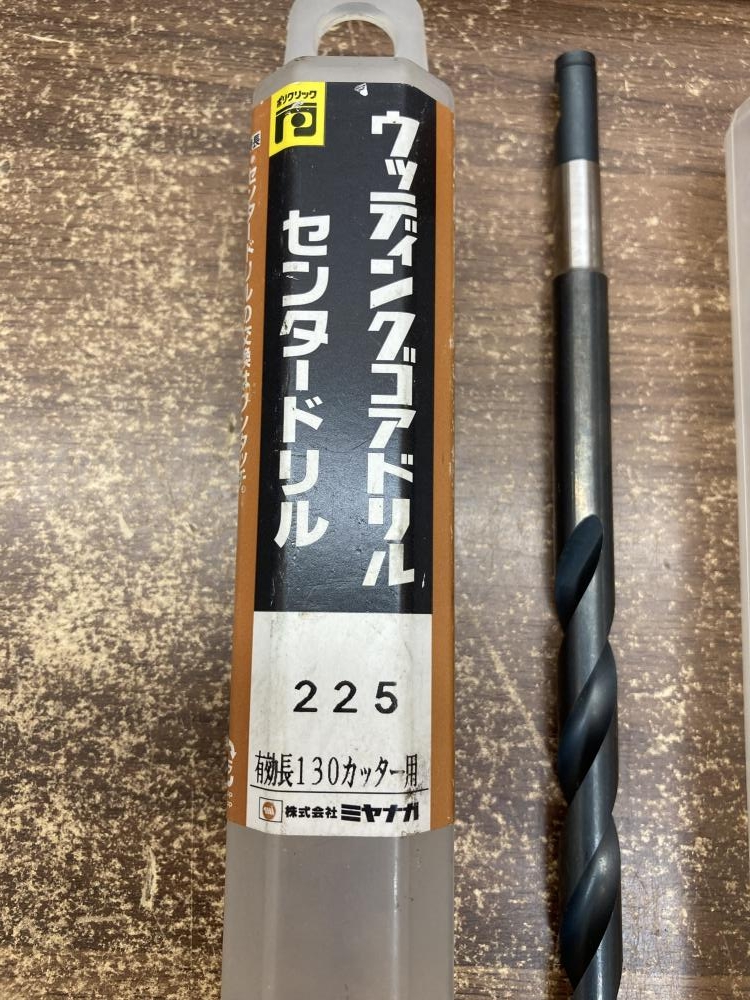 ポリクリック
ウッディングコアドリル
センタードリル
225
有効長130カッター用
株式会社ミヤナガ